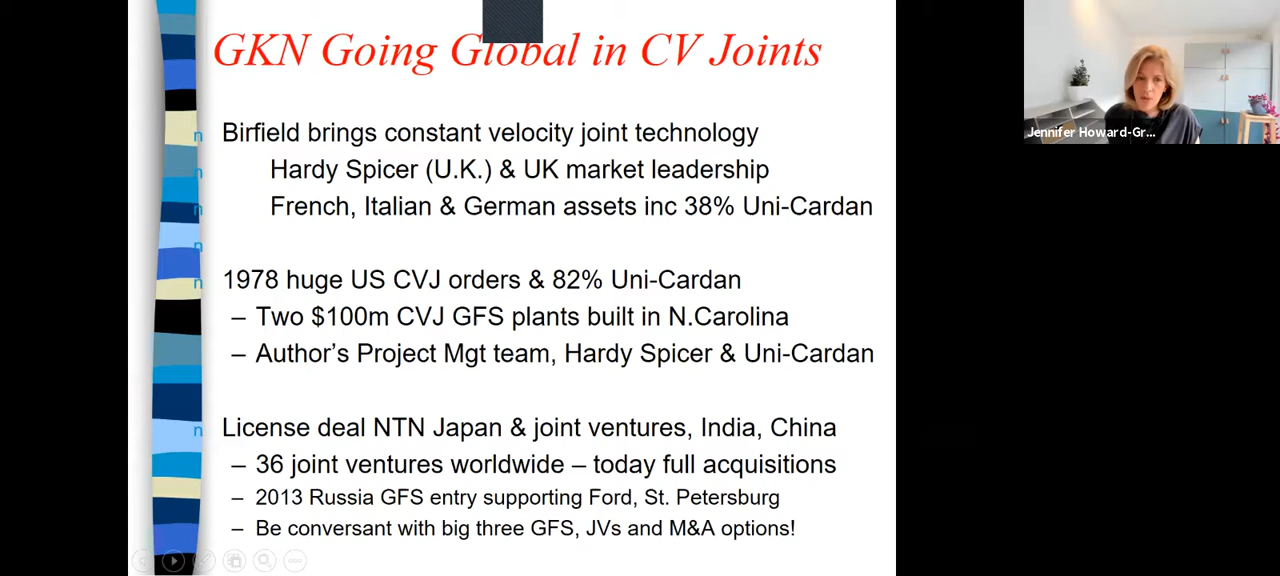 GKN Going Global in CV Joints
n Birfield brings constant velocity joint technology
n Hardy Spicer (U.K.) & UK market leadership
n French, Italian & German assets inc 38% Uni-Cardan
n
n 1978 huge US CVJ orders & 82% Uni-Cardan
– Two $100m CVJ GFS plants built in N.Carolina
– Author's Project Mgt team, Hardy Spicer & Uni-Cardan
n License deal NTN Japan & joint ventures, India, China
– 36 joint ventures worldwide – today full acquisitions
– 2013 Russia GFS entry supporting Ford, St. Petersburg
– Be conversant with big three GFS, JVs and M&A options!
Jennifer Howard-Gr...